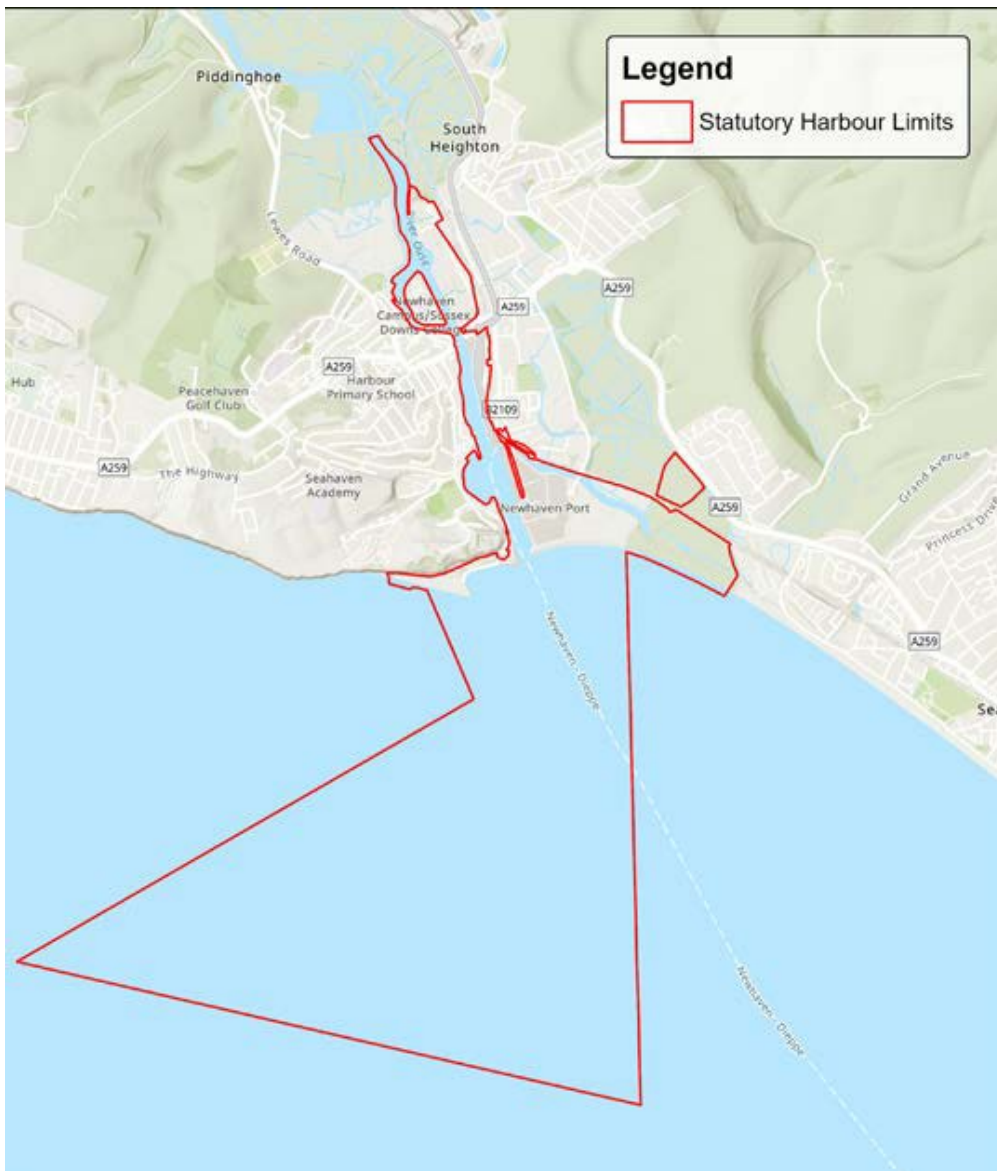 Legend
Statutory Harbour Limits
Piddinghoe
South
Heighton
Lewes Road
River Ouse
A259
Newhaven
Campus/Sussex
Downs College
A259
A259
Hub
Peacehaven
Golf Club
Harbour
Primary School
B2109
A259
The Highway
Seahaven
Academy
Grand Avenue
Newhaven Port
A259
Princess Drive
Newhaven - Dieppe
A259
Sea
Newhaven - Dieppe